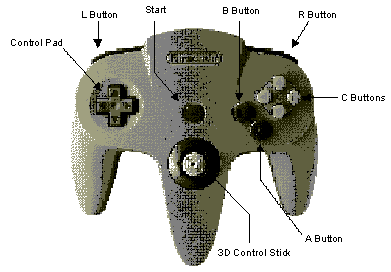 L Button
Start
B Button
R Button
Control Pad
C Buttons
A Button
3D Control Stick